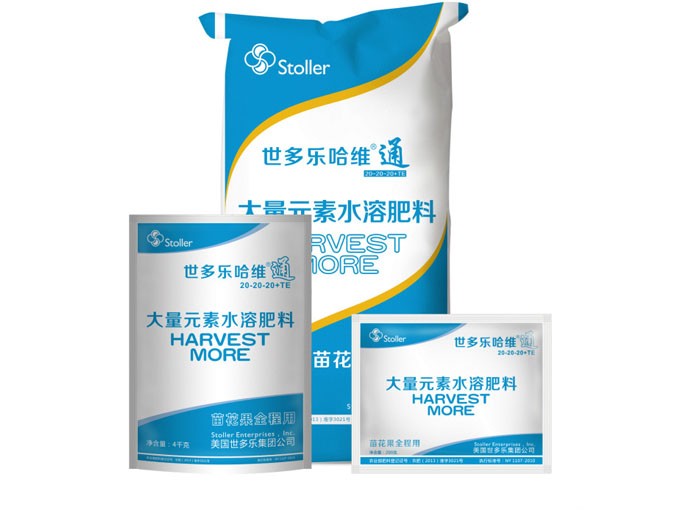 Stoller
世多乐哈维®通
20-20-20+TE
大量元素水溶肥料
HARVEST
MORE
苗花
Stoller
世多乐哈维®通
20-20-20+TE
大量元素水溶肥料
HARVEST
MORE
苗花果全程用
Stoller Enterprises , Inc.
净含量:4千克
美国世多乐集团公司
Stoller
世多乐哈维®通
20-20-20+TE
大量元素水溶肥料
HARVEST
MORE
苗花果全程用
Stoller Enterprises , Inc.
美国世多乐集团公司